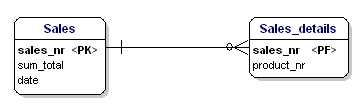 Sales
sales_nr <PK>
sum_total
date
Sales_details
sales_nr <PF>
product_nr